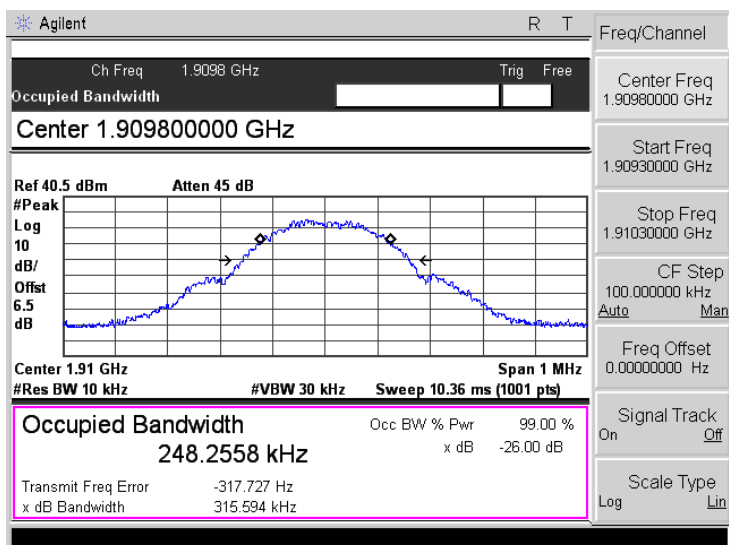 Agilent
R T
Ch Freq 1.9098 GHz Trig Free
Occupied Bandwidth
Center 1.909800000 GHz
Ref 40.5 dBm Atten 45 dB
#Peak
Log
10
dB/
Offst
6.5
dB
Center 1.91 GHz Span 1 MHz
#Res BW 10 kHz #VBW 30 kHz Sweep 10.36 ms (1001 pts)
Occupied Bandwidth Occ BW % Pwr 99.00 %
248.2558 kHz x dB -26.00 dB
Transmit Freq Error -317.727 Hz
x dB Bandwidth 315.594 kHz
Freq/Channel
Center Freq
1.90980000 GHz
Start Freq
1.90930000 GHz
Stop Freq
1.91030000 GHz
CF Step
100.000000 kHz
Auto Man
Freq Offset
0.00000000 Hz
Signal Track
On Off
Scale Type
Log Lin